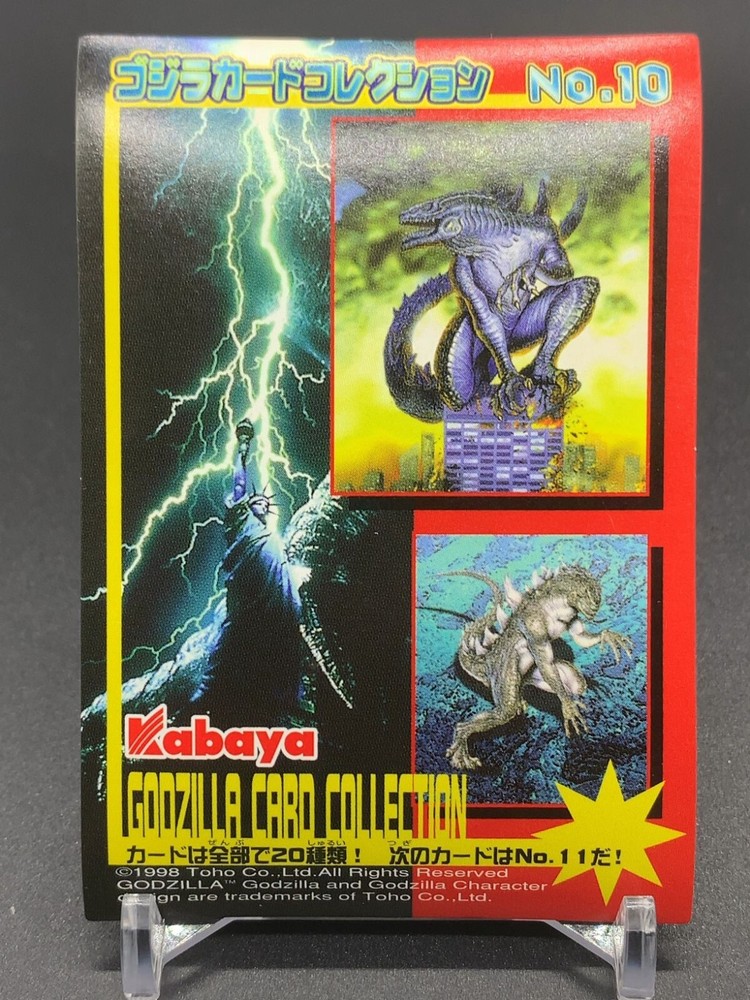 ゴジラカードコレクション No.10
Kabaya
GODZILLA CARD COLLECTION
カードは全部で20種類! 次のカードはNo.11だ!
©1998 Toho Co.,Ltd.All Rights Reserved
GODZILLA™ Godzilla and Godzilla Character
design are trademarks of Toho Co.,Ltd.